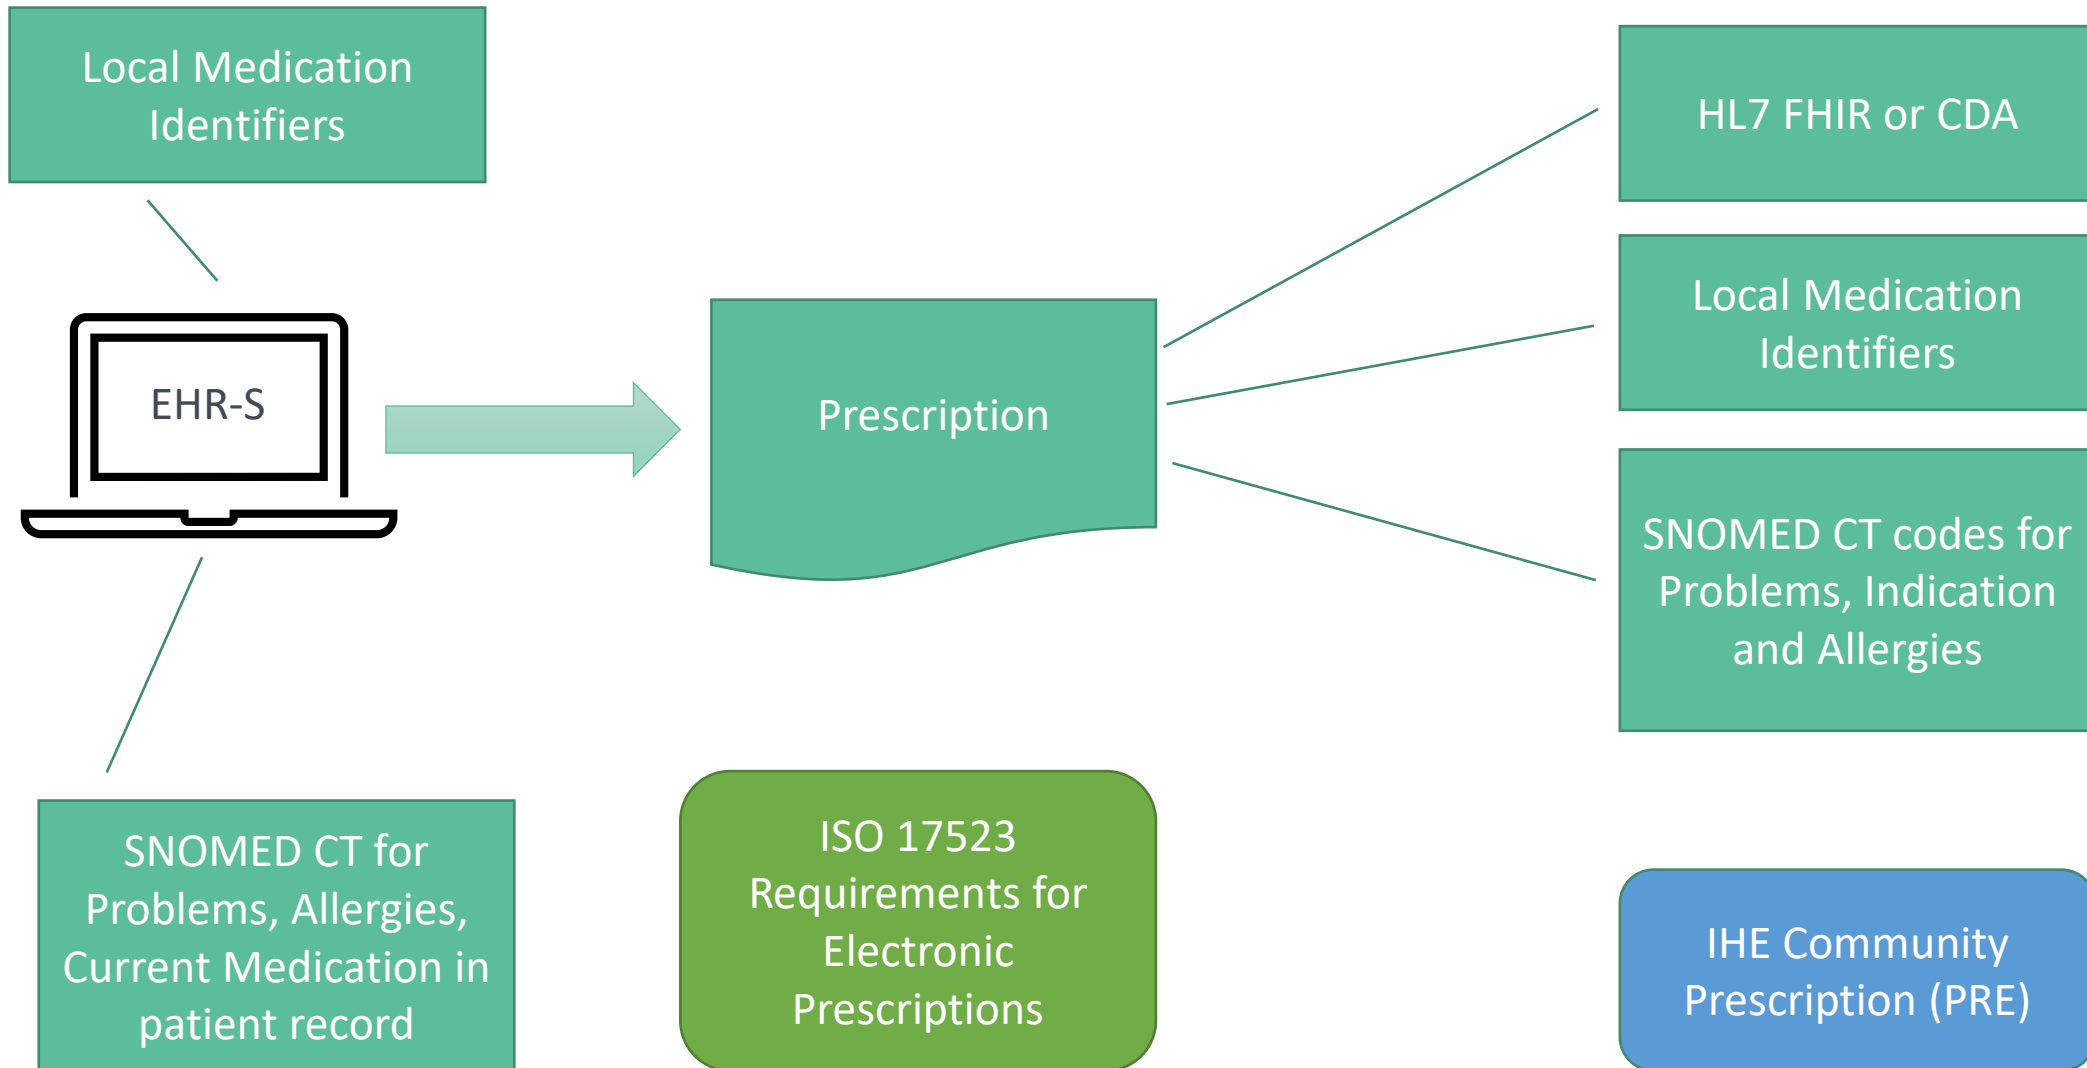 Local Medication
Identifiers
EHR-S
SNOMED CT for
Problems, Allergies,
Current Medication in
patient record
Prescription
ISO 17523
Requirements for
Electronic
Prescriptions
HL7 FHIR or CDA
Local Medication
Identifiers
SNOMED CT codes for
Problems, Indication
and Allergies
IHE Community
Prescription (PRE)